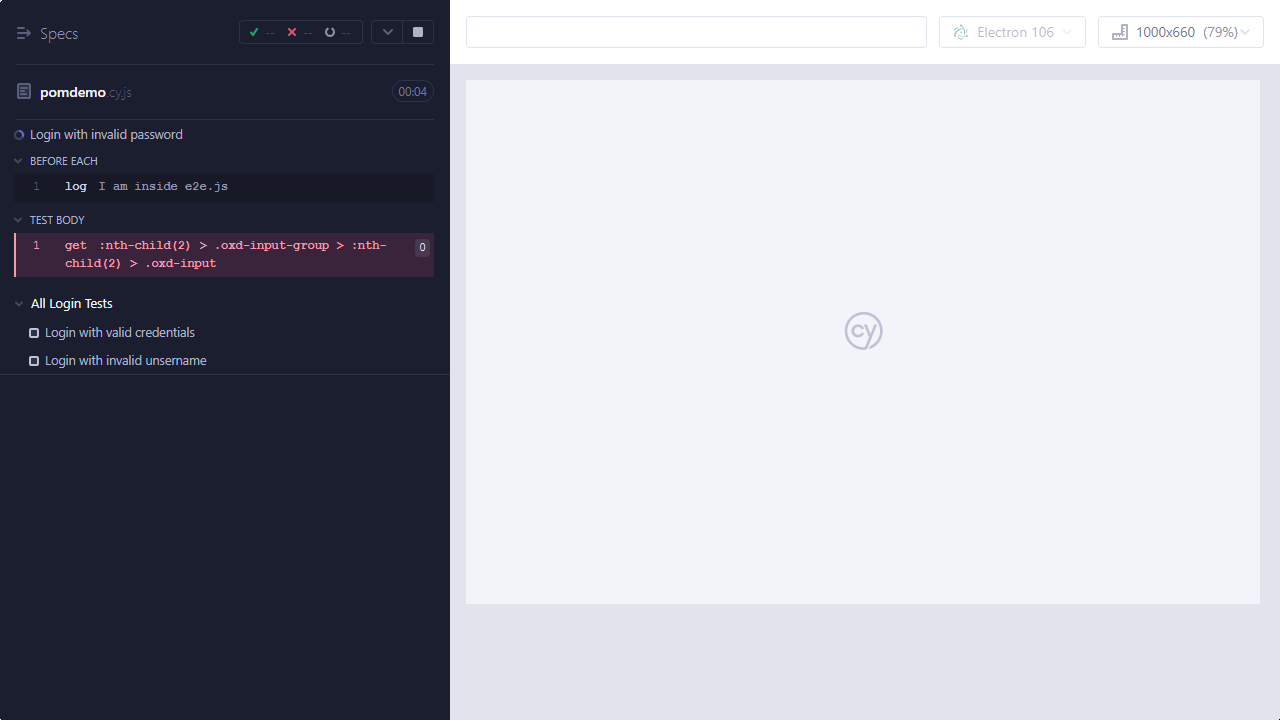 Specs
-- -- --
pomdemo.cy.js
00:04
Login with invalid password
BEFORE EACH
1 log I am inside e2e.js
TEST BODY
1 get :nth-child(2) > .oxd-input-group > :nth-
child(2) > .oxd-input
0
All Login Tests
Login with valid credentials
Login with invalid unsername
Electron 106
1000x660 (79%)
cy